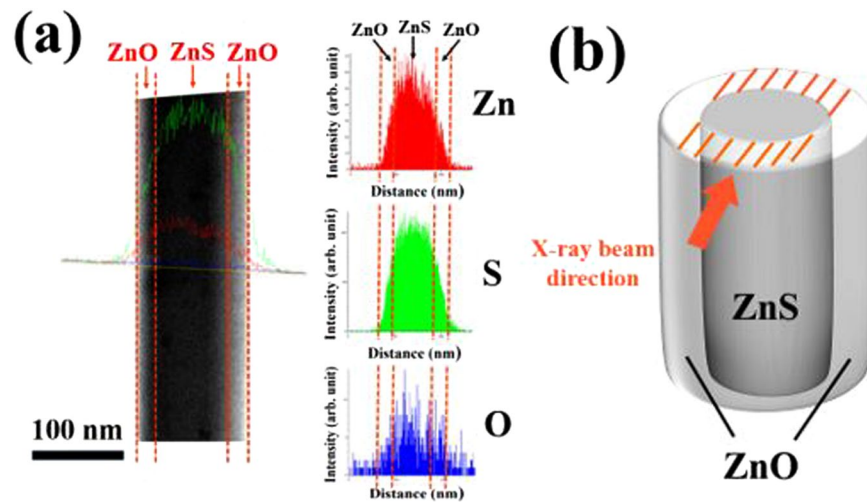 (a)
ZnO ZnS ZnO
100 nm
ZnO ZnS ZnO
Intensity (arb. unit)
Zn
Distance (nm)
Intensity (arb. unit)
S
Distance (nm)
Intensity (arb. unit)
O
Distance (nm)
(b)
X-ray beam
direction
ZnS
ZnO